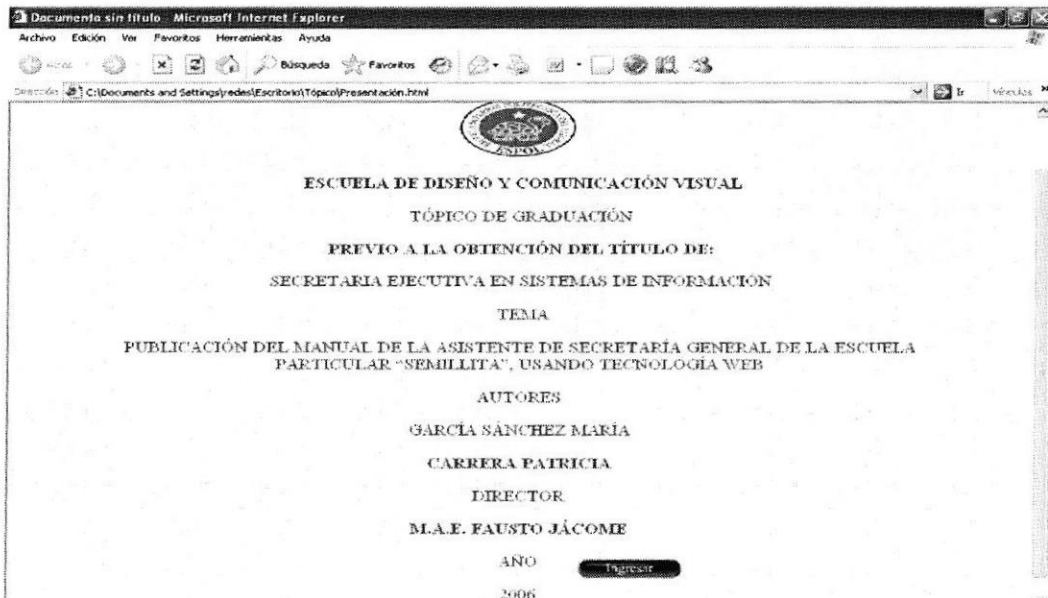 Documento sin título - Microsoft Internet Explorer
Archivo Edición Ver Favoritos Herramientas Ayuda
Búsqueda Favoritos
Dirección C:\Documents and Settings\redes\Escritorio\Tópico\Presentación.html Ir Vínculos
ESPOL
ESCUELA DE DISEÑO Y COMUNICACIÓN VISUAL
TÓPICO DE GRADUACIÓN
PREVIO A LA OBTENCIÓN DEL TÍTULO DE:
SECRETARIA EJECUTIVA EN SISTEMAS DE INFORMACIÓN
TEMA
PUBLICACIÓN DEL MANUAL DE LA ASISTENTE DE SECRETARÍA GENERAL DE LA ESCUELA
PARTICULAR "SEMILLITA", USANDO TECNOLOGÍA WEB
AUTORES
GARCÍA SÁNCHEZ MARÍA
CARRERA PATRICIA
DIRECTOR
M.A.E. FAUSTO JÁCOME
AÑO
Ingresar
2006